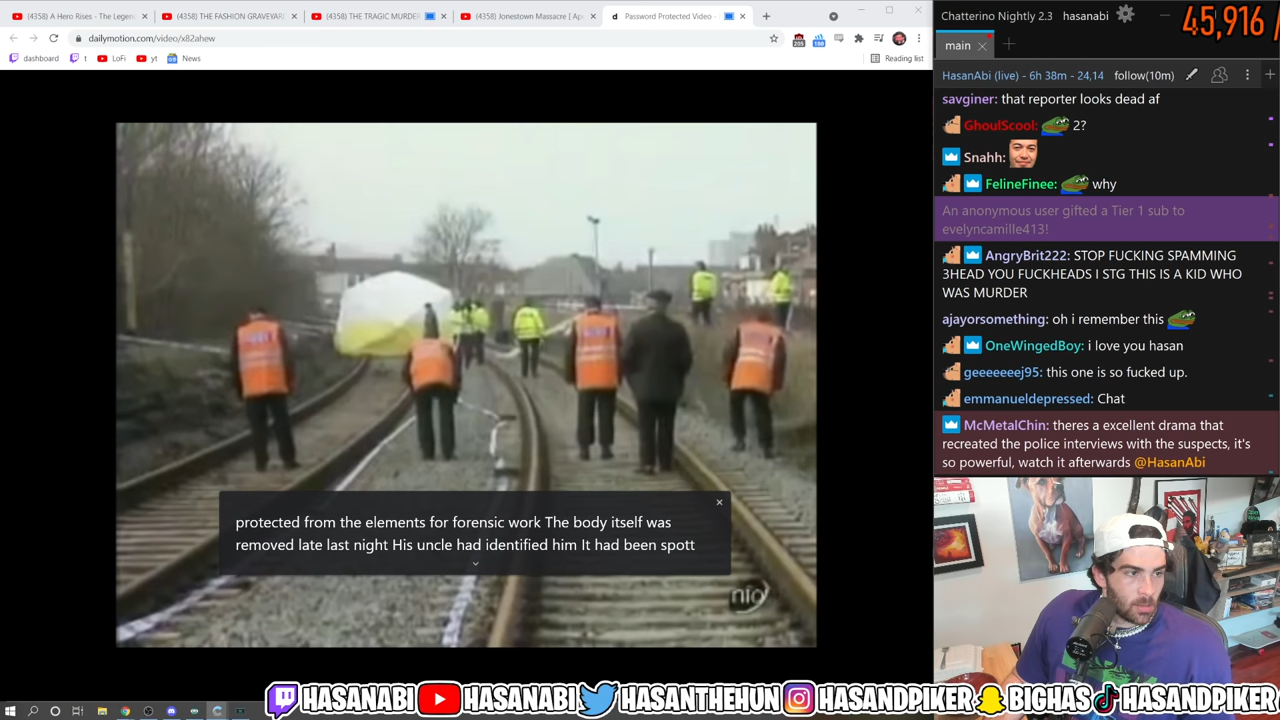 (4358) A Hero Rises - The Legen
(4358) THE FASHION GRAVEYAR
(4358) THE TRAGIC MURDER
(4358) Jonestown Massacre [ Ap
Password Protected Video -
dailymotion.com/video/x82ahew
dashboard
t
LoFi
yt
News
Reading list
Chatterino Nightly 2.3
hasanabi
45,916 /
main
HasanAbi (live) - 6h 38m - 24,14
follow(10m)
savginer: that reporter looks dead af
GhoulScool: 2?
Snahh:
FelineFinee: why
An anonymous user gifted a Tier 1 sub to
evelyncamille413!
AngryBrit222: STOP FUCKING SPAMMING
3HEAD YOU FUCKHEADS I STG THIS IS A KID WHO
WAS MURDER
ajayorsomething: oh i remember this
OneWingedBoy: i love you hasan
geeeeeeej95: this one is so fucked up.
emmanueldepressed: Chat
McMetalChin: theres a excellent drama that
recreated the police interviews with the suspects, it's
so powerful, watch it afterwards @HasanAbi
protected from the elements for forensic work The body itself was
removed late last night His uncle had identified him It had been spott
HASANABI
HASANABI
HASANTHEHUN
HASANDPIKER
BIGHAS
HASANDPIKER